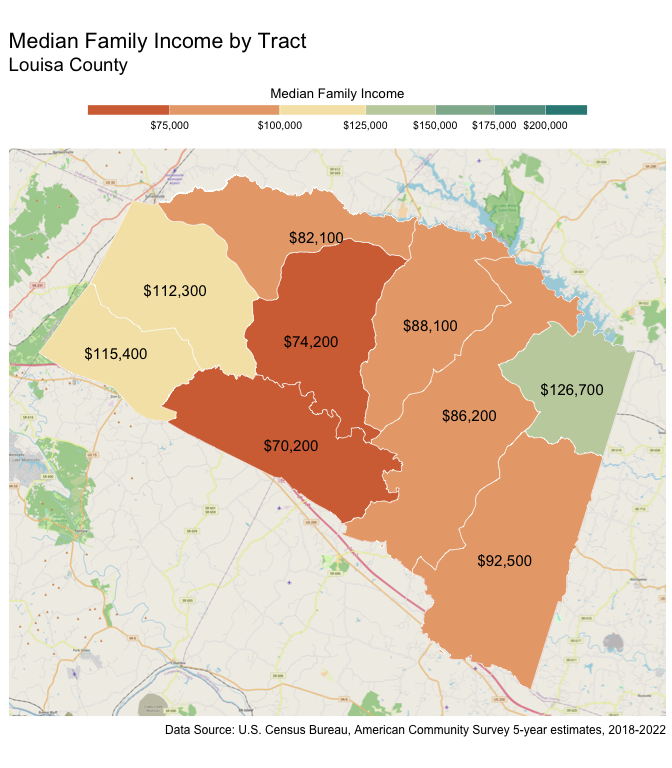 Median Family Income by Tract
Louisa County
Median Family Income
$75,000 $100,000 $125,000 $150,000 $175,000 $200,000
$82,100
$112,300
$88,100
$74,200
$115,400
$126,700
$86,200
$70,200
$92,500
Data Source: U.S. Census Bureau, American Community Survey 5-year estimates, 2018-2022